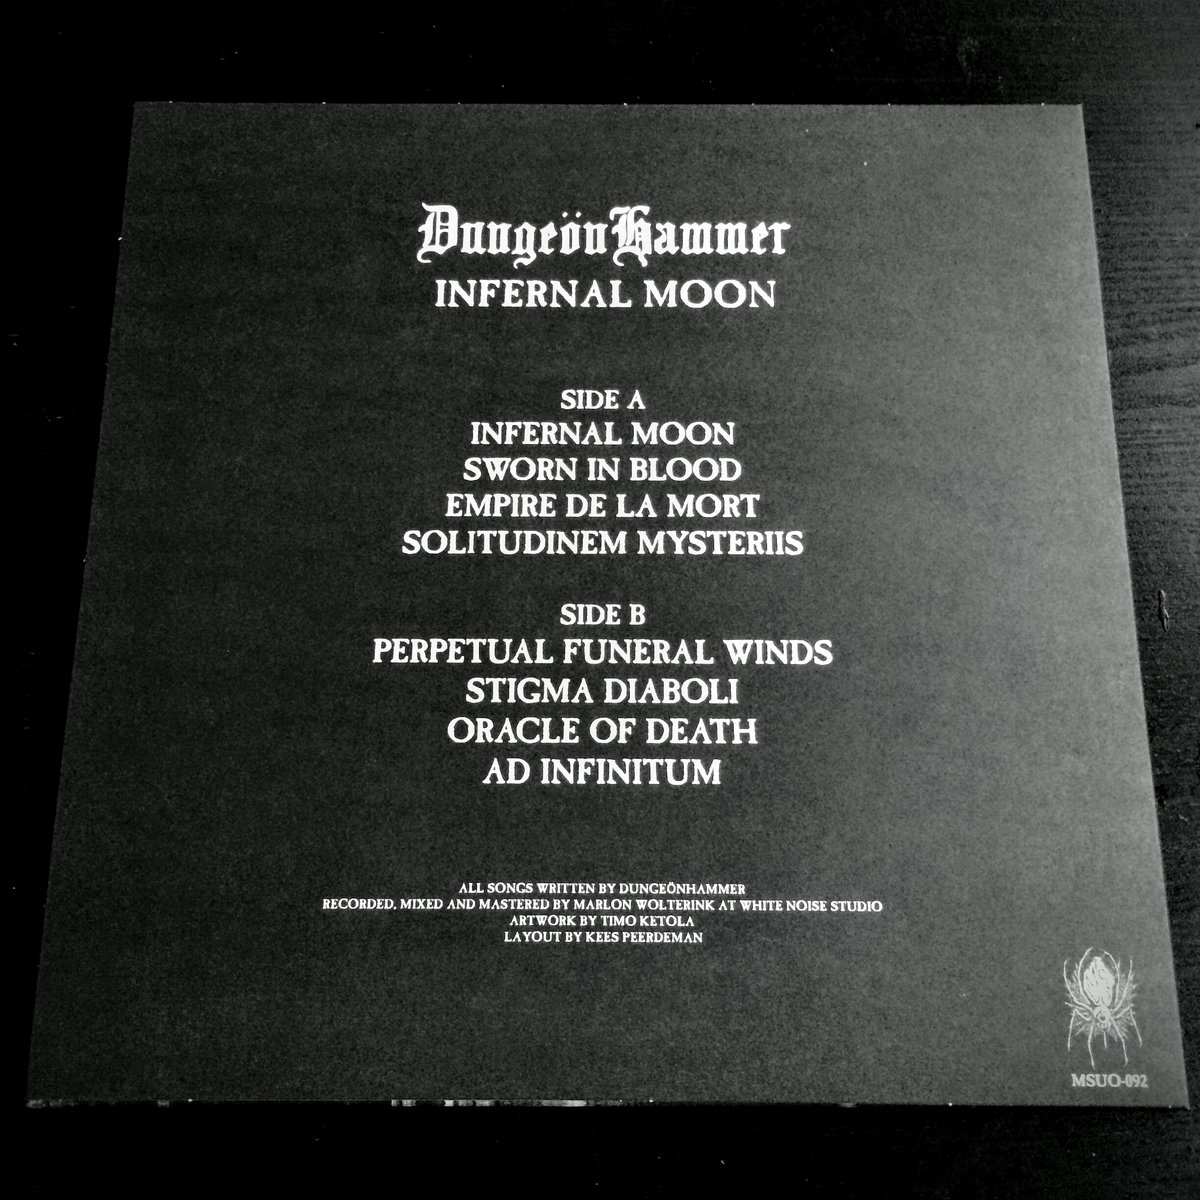 DungeönHammer
INFERNAL MOON
SIDE A
INFERNAL MOON
SWORN IN BLOOD
EMPIRE DE LA MORT
SOLITUDINEM MYSTERIIS
SIDE B
PERPETUAL FUNERAL WINDS
STIGMA DIABOLI
ORACLE OF DEATH
AD INFINITUM
ALL SONGS WRITTEN BY DUNGEÖNHAMMER
RECORDED, MIXED AND MASTERED BY MARLON WOLTERINK AT WHITE NOISE STUDIO
ARTWORK BY TIMO KETOLA
LAYOUT BY KEES PEERDEMAN
MSUO-092